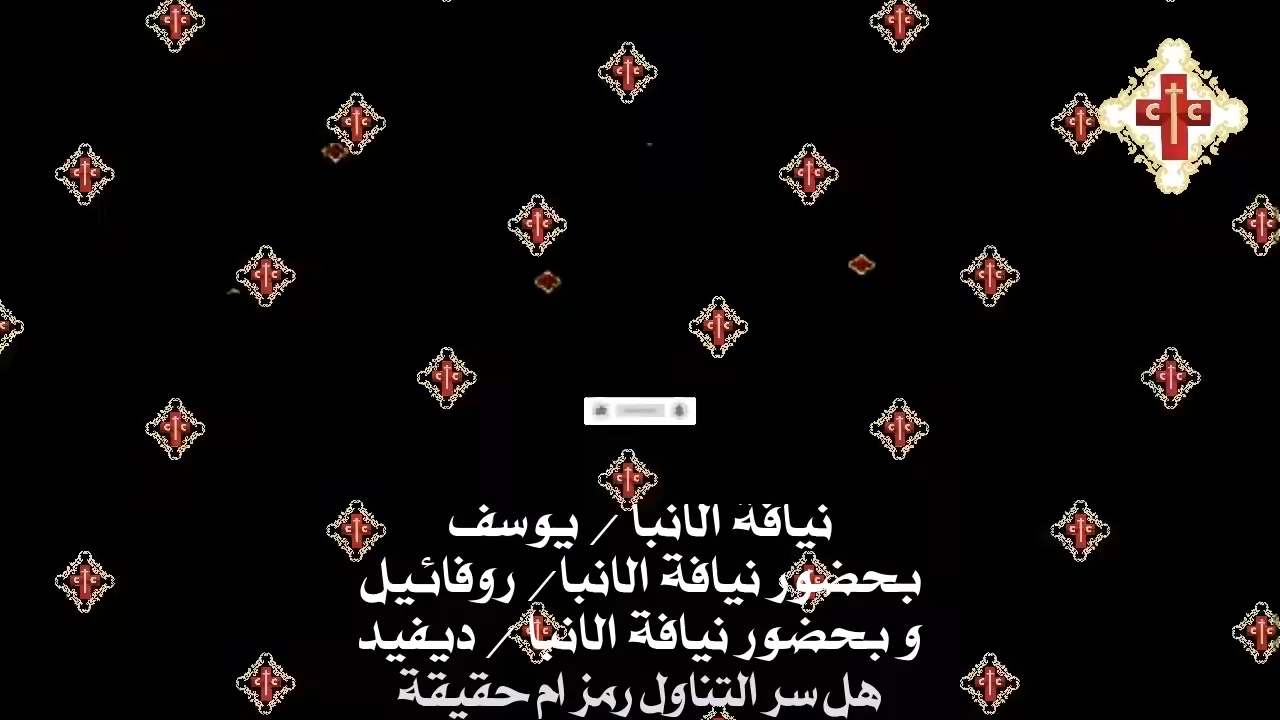 نيافة الانبا / يوسف
بحضور نيافة الانبا / روفائيل
و بحضور نيافة الانبا / ديفيد
هل سر التناول رمز ام حقيقة